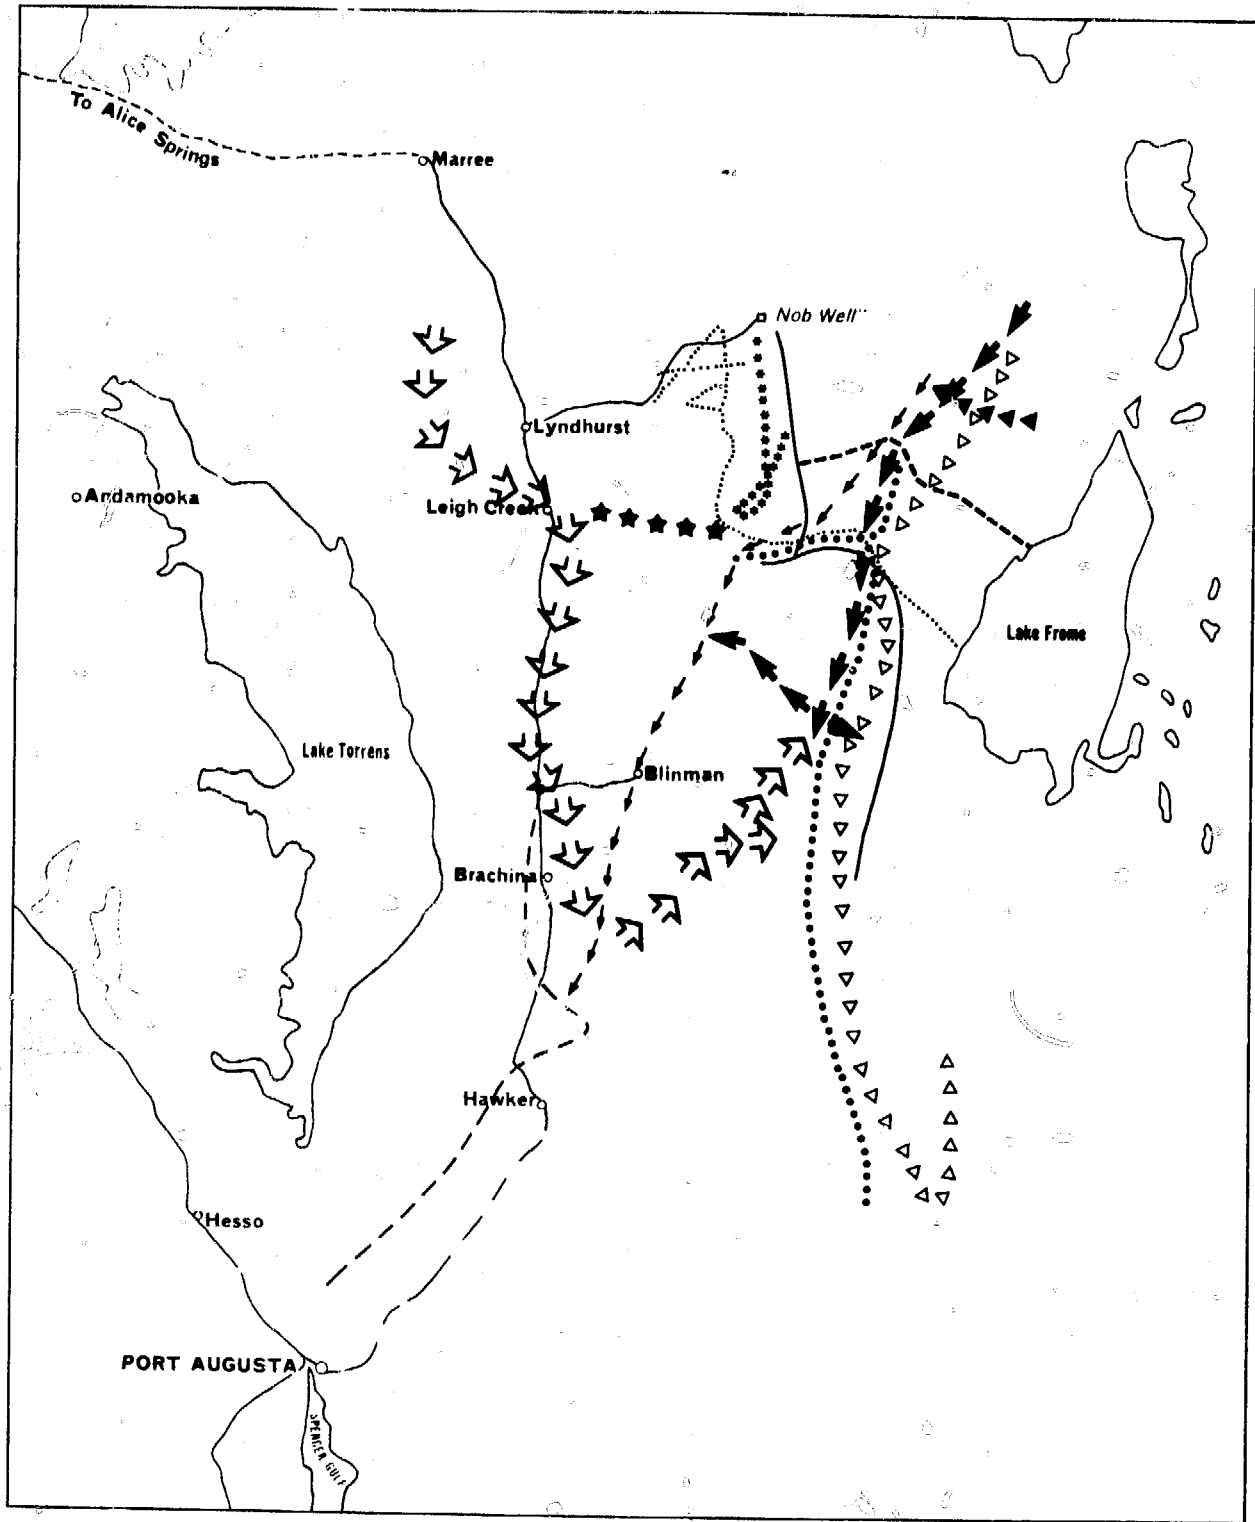 To Alice Springs
Marree
Nob Well"
Lyndhurst
Andamooka
Leigh Creek
Lake Frome
Lake Torrens
Blinman
Brachina
Hawker
Hesso
PORT AUGUSTA
SPENCER GULF